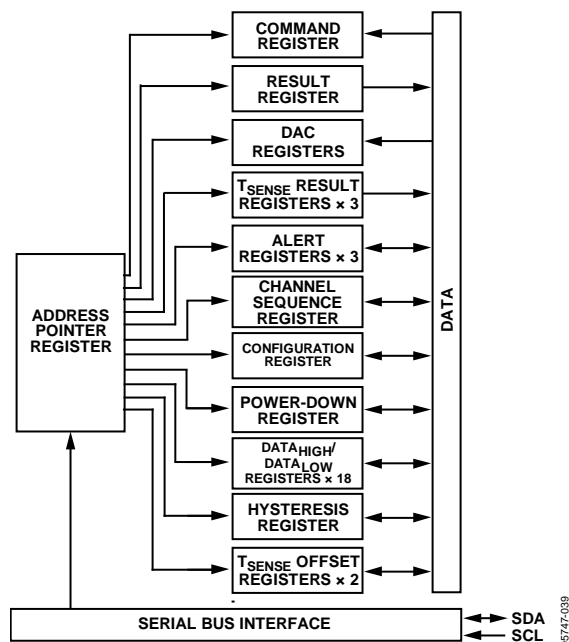 COMMAND
REGISTER
RESULT
REGISTER
DAC
REGISTERS
TSENSE RESULT
REGISTERS × 3
ALERT
REGISTERS × 3
CHANNEL
SEQUENCE
REGISTER
CONFIGURATION
REGISTER
POWER-DOWN
REGISTER
DATAHIGH/
DATALOW
REGISTERS × 18
HYSTERESIS
REGISTER
TSENSE OFFSET
REGISTERS × 2
ADDRESS
POINTER
REGISTER
DATA
SERIAL BUS INTERFACE
SDA
SCL
5747-039